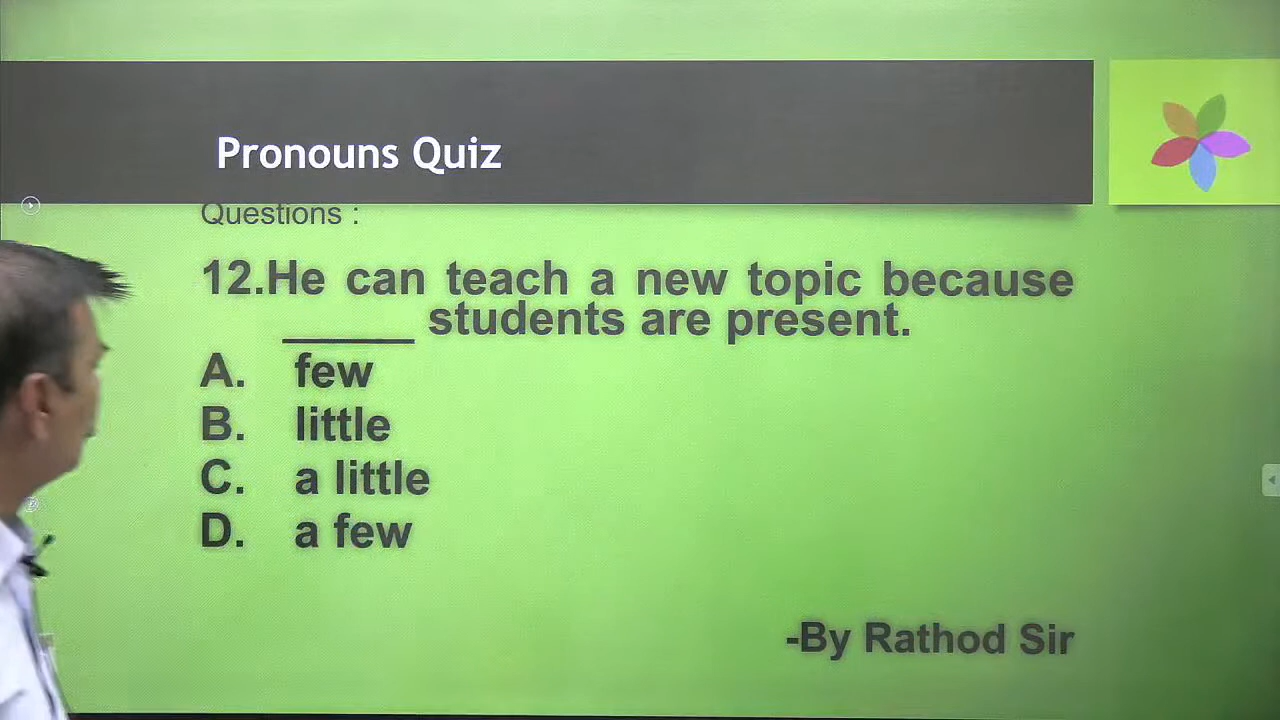 Pronouns Quiz
Questions :
12.He can teach a new topic because
______ students are present.
A. few
B. little
C. a little
D. a few
-By Rathod Sir